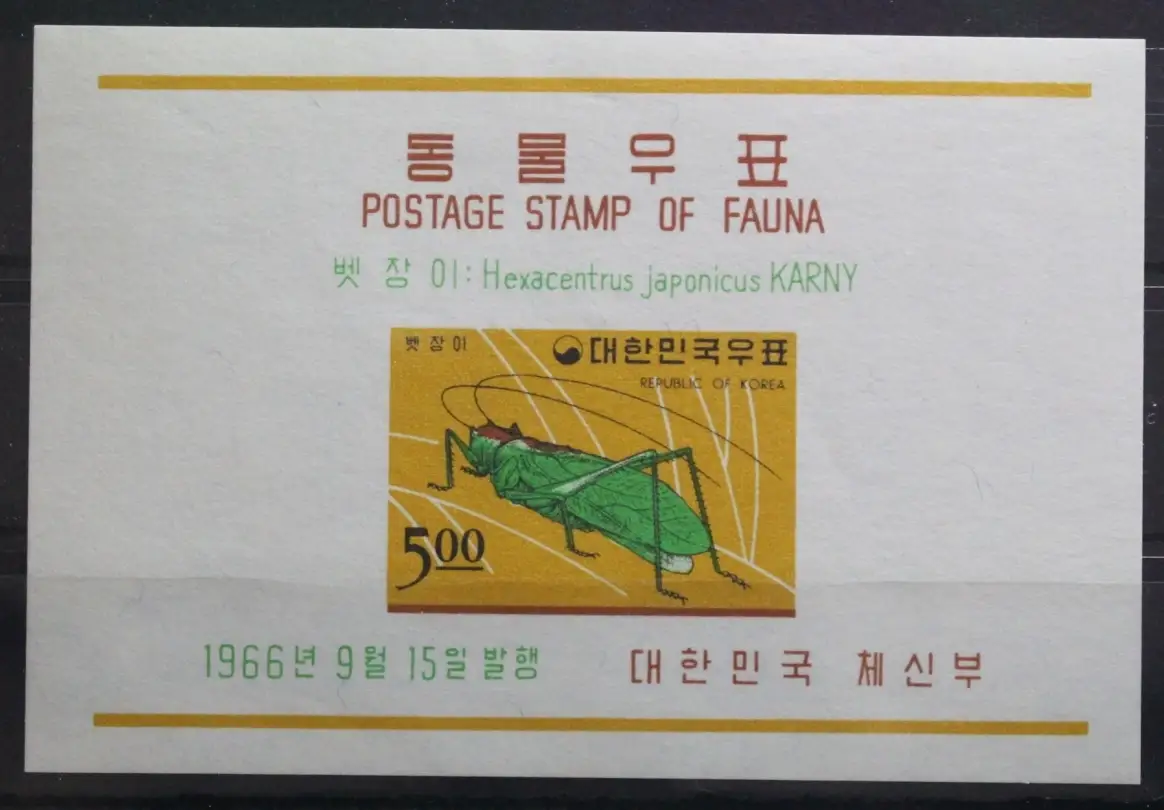 동물우표
POSTAGE STAMP OF FAUNA
벳장이: Hexacentrus japonicus KARNY
벳장이
대한민국우표
REPUBLIC OF KOREA
5.00
1966년 9월 15일 발행
대한민국 체신부